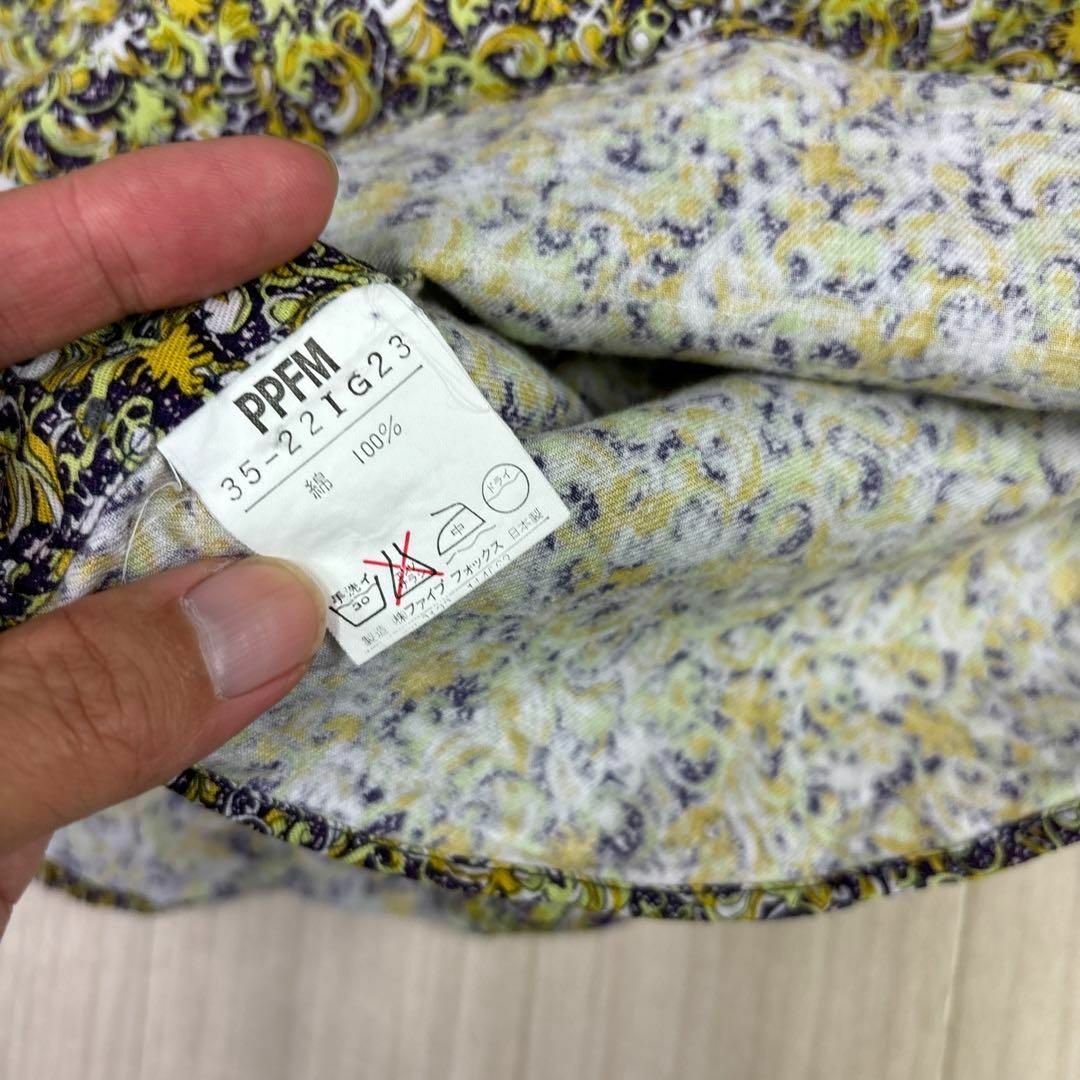 PPFM
35-22IG23
綿 100%
手洗イ 30
中
ドライ
製造 ㈱ファイブ フォックス 日本製